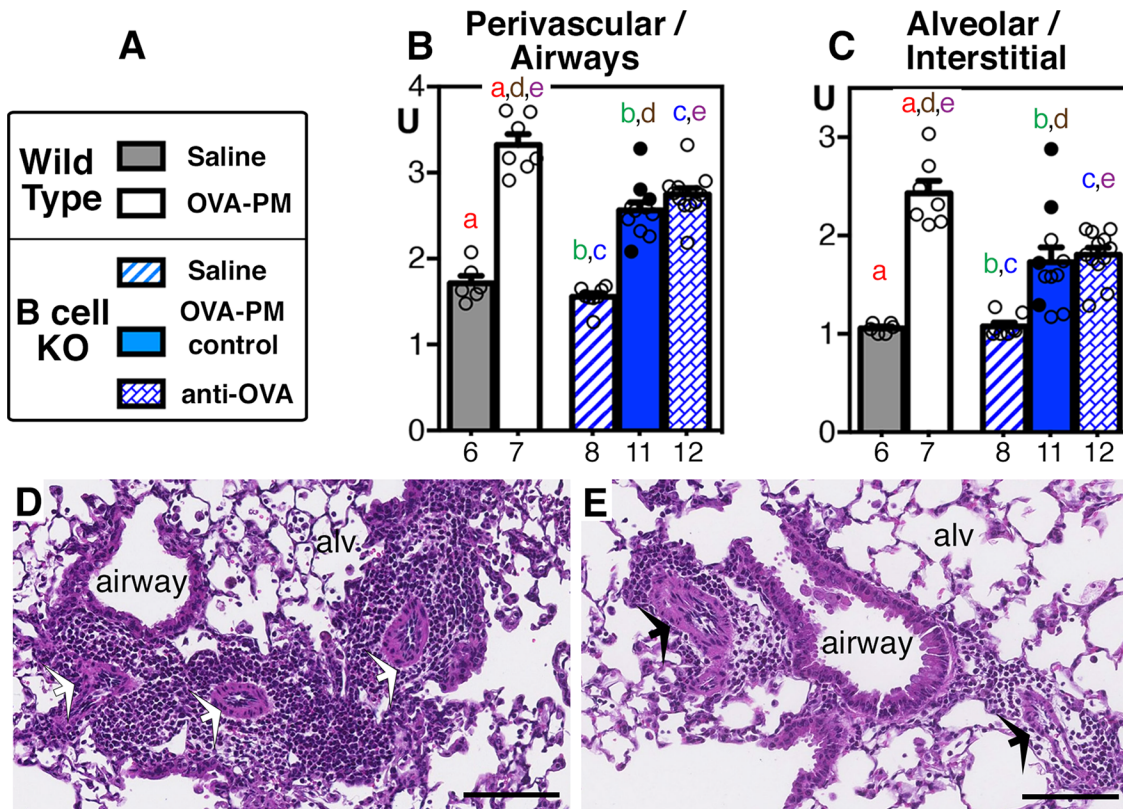 A
Wild
Type
Saline
OVA-PM
B cell
KO
Saline
OVA-PM
control
anti-OVA
B
Perivascular /
Airways
U
4
3
2
1
0
a
a,d,e
b,c
b,d
c,e
6 7 8 11 12
C
Alveolar /
Interstitial
U
3
2
1
0
a
a,d,e
b,c
b,d
c,e
6 7 8 11 12
D
airway
alv
E
airway
alv